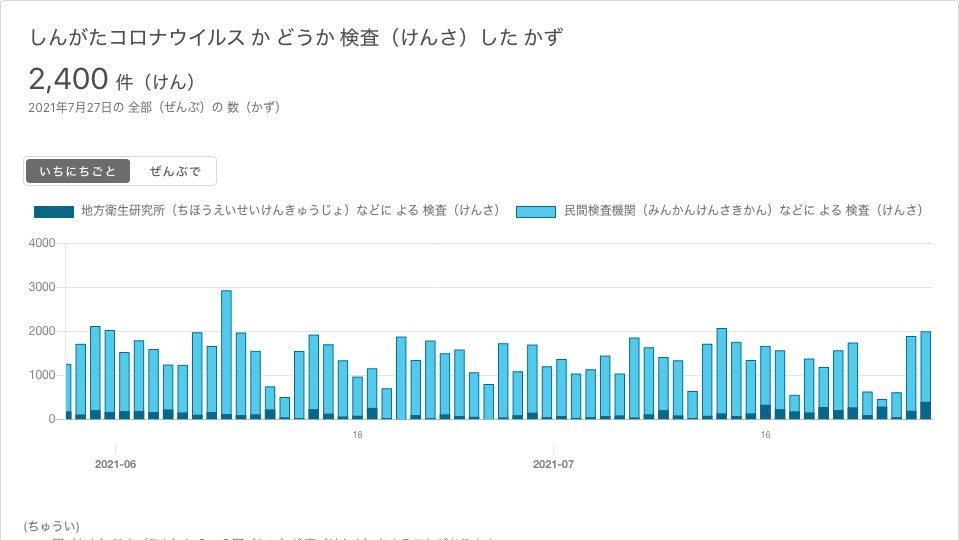 しんがたコロナウイルス か どうか 検査（けんさ）した かず
2,400 件（けん）
2021年7月27日の 全部（ぜんぶ）の 数（かず）
いちにちごと ぜんぶで
地方衛生研究所（ちほうえいせいけんきゅうじょ）などに よる 検査（けんさ） 民間検査機関（みんかんけんさきかん）などに よる 検査（けんさ）
4000
3000
2000
1000
0
18 16
2021-06 2021-07
(ちゅうい)